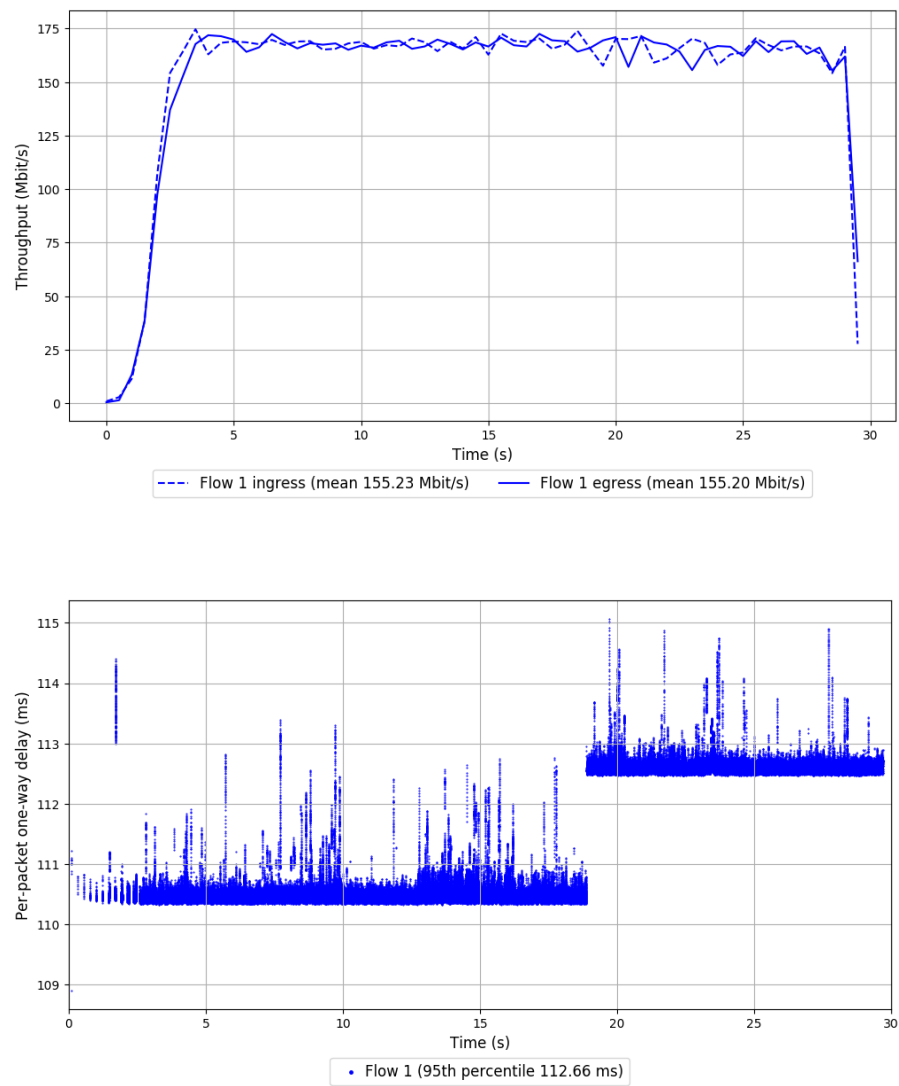 175
150
125
100
75
50
25
0
Throughput (Mbit/s)
0 5 10 15 20 25 30
Time (s)
Flow 1 ingress (mean 155.23 Mbit/s) Flow 1 egress (mean 155.20 Mbit/s)
115
114
113
112
111
110
109
Per-packet one-way delay (ms)
0 5 10 15 20 25 30
Time (s)
Flow 1 (95th percentile 112.66 ms)